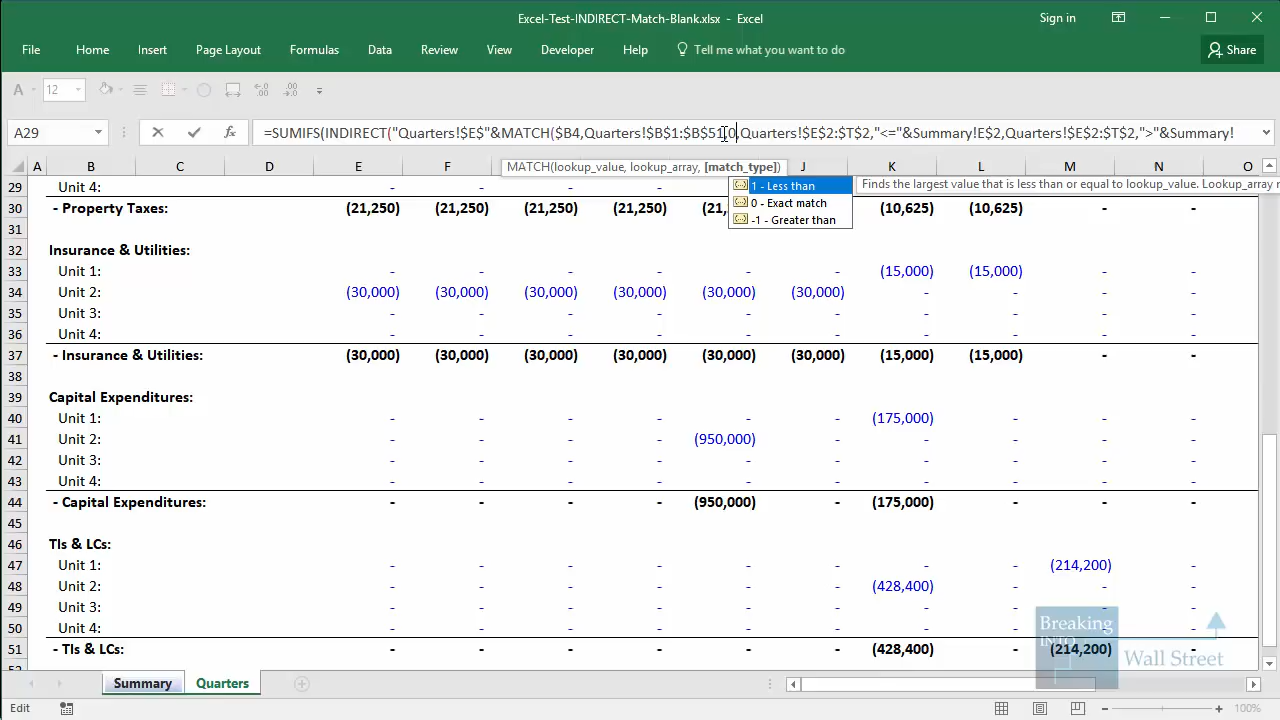 Excel-Test-INDIRECT-Match-Blank.xlsx - Excel
Sign in
File Home Insert Page Layout Formulas Data Review View Developer Help Tell me what you want to do Share
A 12
A29 fx =SUMIFS(INDIRECT("Quarters!$E$"&MATCH($B4,Quarters!$B$1:$B$51,0,Quarters!$E$2:$T$2,"<="&Summary!E$2,Quarters!$E$2:$T$2,">"&Summary!
A B C D E F J K L M N O
MATCH(lookup_value, lookup_array, [match_type])
1 - Less than
0 - Exact match
-1 - Greater than
Finds the largest value that is less than or equal to lookup_value. Lookup_array
29 Unit 4: - - - - - - - -
30 - Property Taxes: (21,250) (21,250) (21,250) (21,250) (21, (10,625) (10,625) - -
31
32 Insurance & Utilities:
33 Unit 1: - - - - - - (15,000) (15,000) - -
34 Unit 2: (30,000) (30,000) (30,000) (30,000) (30,000) (30,000) - - - -
35 Unit 3: - - - - - - - - - -
36 Unit 4: - - - - - - - - - -
37 - Insurance & Utilities: (30,000) (30,000) (30,000) (30,000) (30,000) (30,000) (15,000) (15,000) - -
38
39 Capital Expenditures:
40 Unit 1: - - - - - - (175,000) - - -
41 Unit 2: - - - - (950,000) - - - - -
42 Unit 3: - - - - - - - - - -
43 Unit 4: - - - - - - - - - -
44 - Capital Expenditures: - - - - (950,000) - (175,000) - - -
45
46 TIs & LCs:
47 Unit 1: - - - - - - - - (214,200) -
48 Unit 2: - - - - - - (428,400) - - -
49 Unit 3: - - - - - - - - - -
50 Unit 4: - - - - - - - - - -
51 - TIs & LCs: - - - - - - (428,400) - (214,200) -
Breaking
INTO
Wall Street
Summary Quarters
Edit 100%